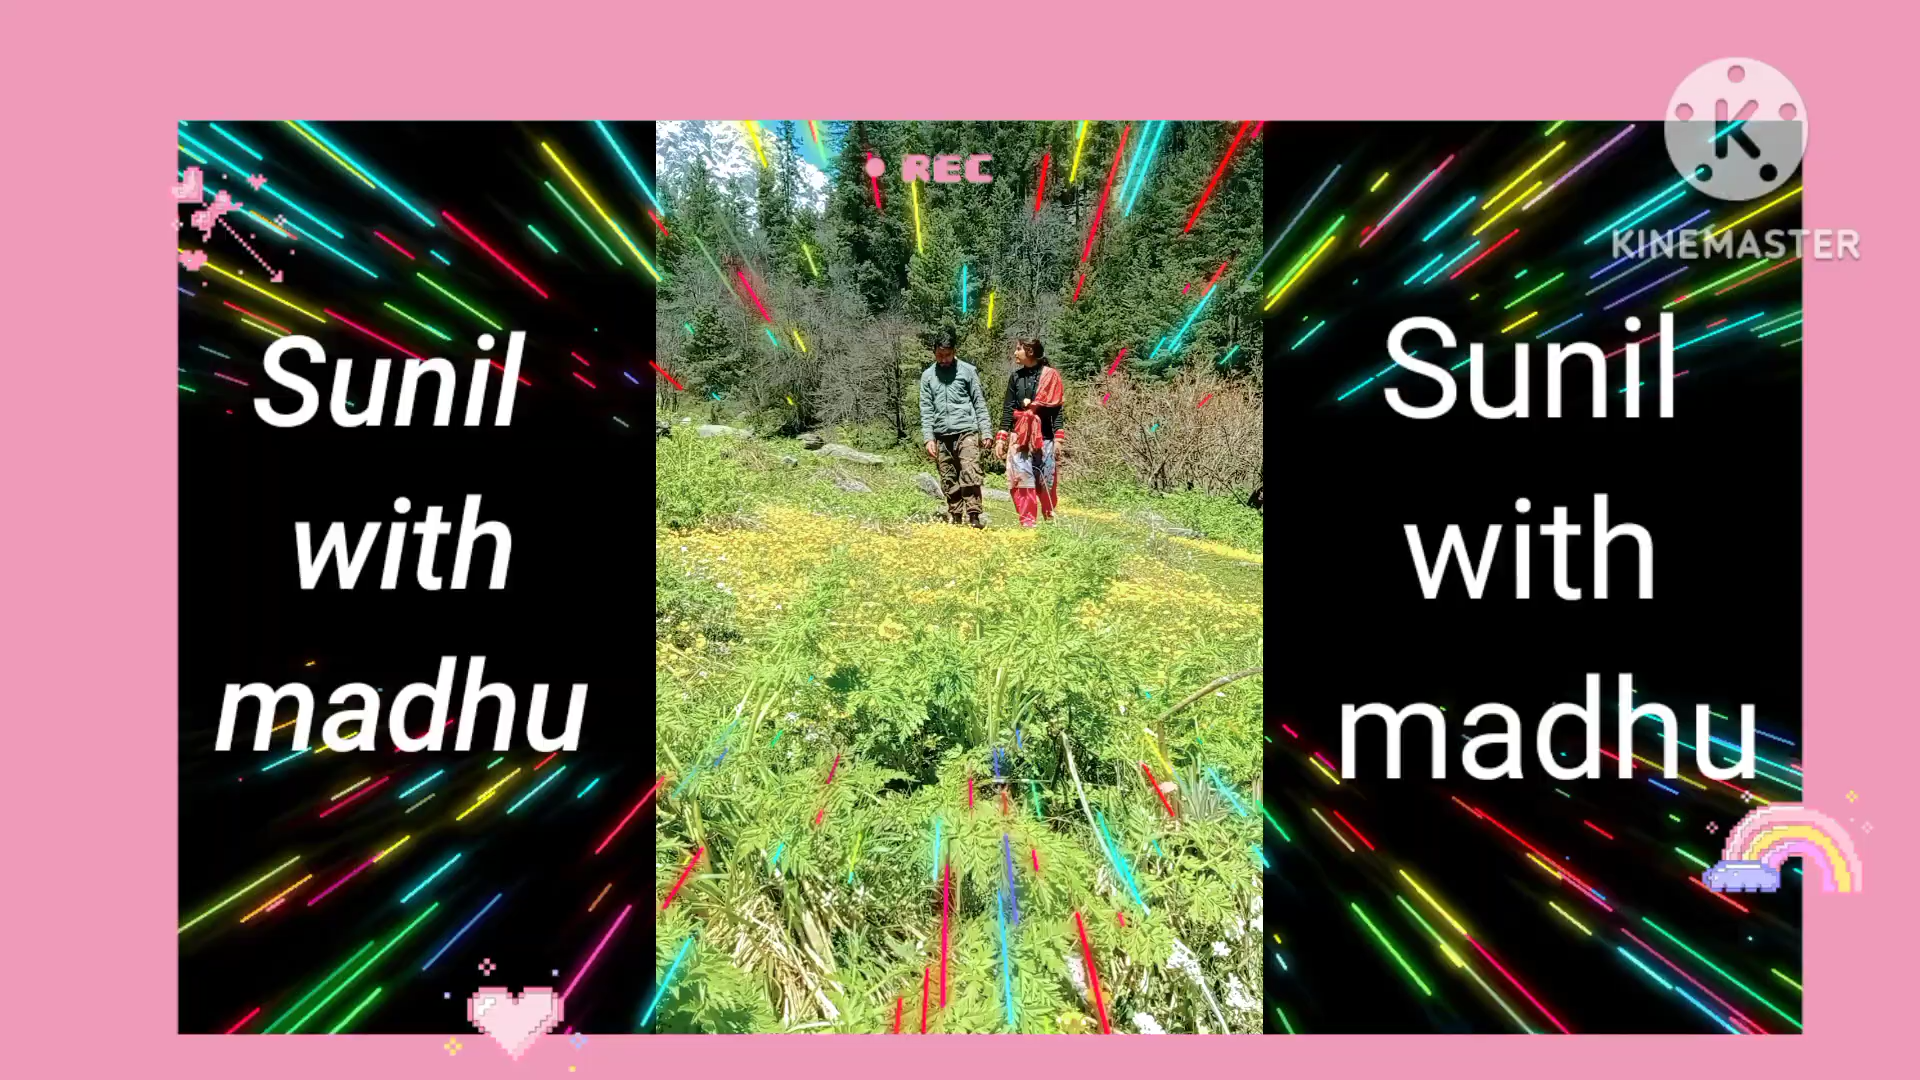 REC
K
KINEMASTER
Sunil
with
madhu
Sunil
with
madhu